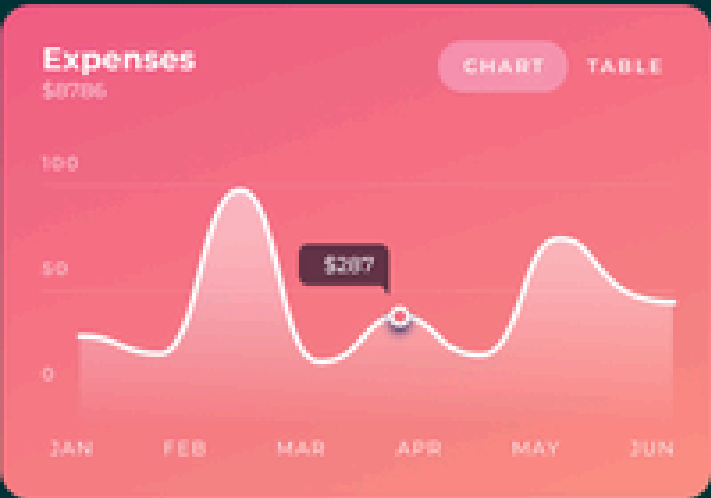 Expenses
$8786
CHART TABLE
100
$287
50
0
JAN FEB MAR APR MAY JUN